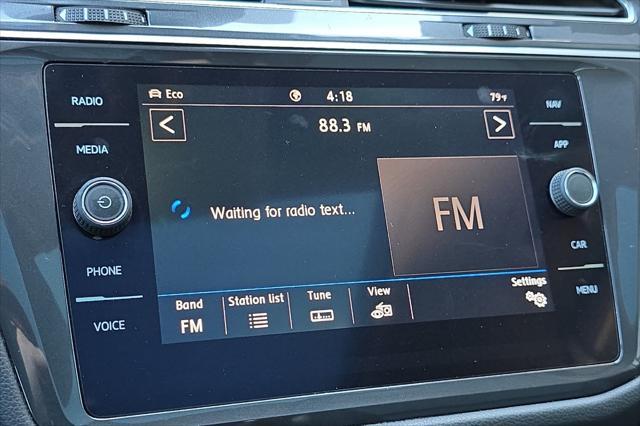 RADIO
MEDIA
PHONE
VOICE
Eco
4:18
79°F
< 88.3 FM >
Waiting for radio text...
FM
Band
FM
Station list
Tune
View
Settings
NAV
APP
CAR
MENU